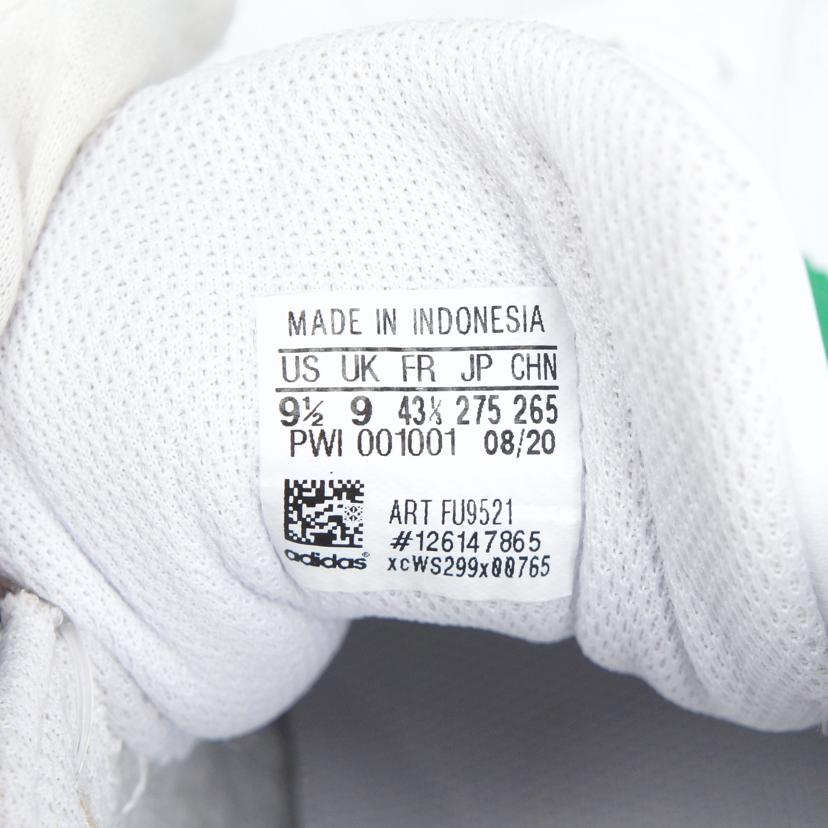 MADE IN INDONESIA
US UK FR JP CHN
9½ 9 43⅓ 275 265
PWI 001001 08/20
ART FU9521
#126147865
adidas®
xcWS299x00765